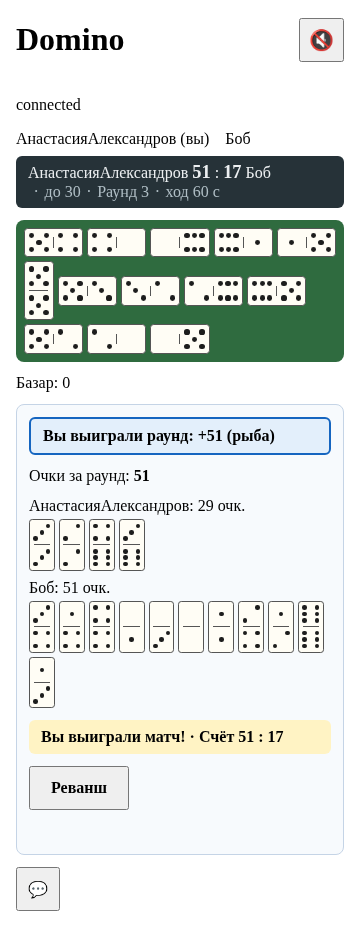 Domino
connected
АнастасияАлександров (вы) Боб
АнастасияАлександров 51 : 17 Боб
· до 30 · Раунд 3 · ход 60 с
Базар: 0
Вы выиграли раунд: +51 (рыба)
Очки за раунд: 51
АнастасияАлександров: 29 очк.
Боб: 51 очк.
Вы выиграли матч! · Счёт 51 : 17
Реванш